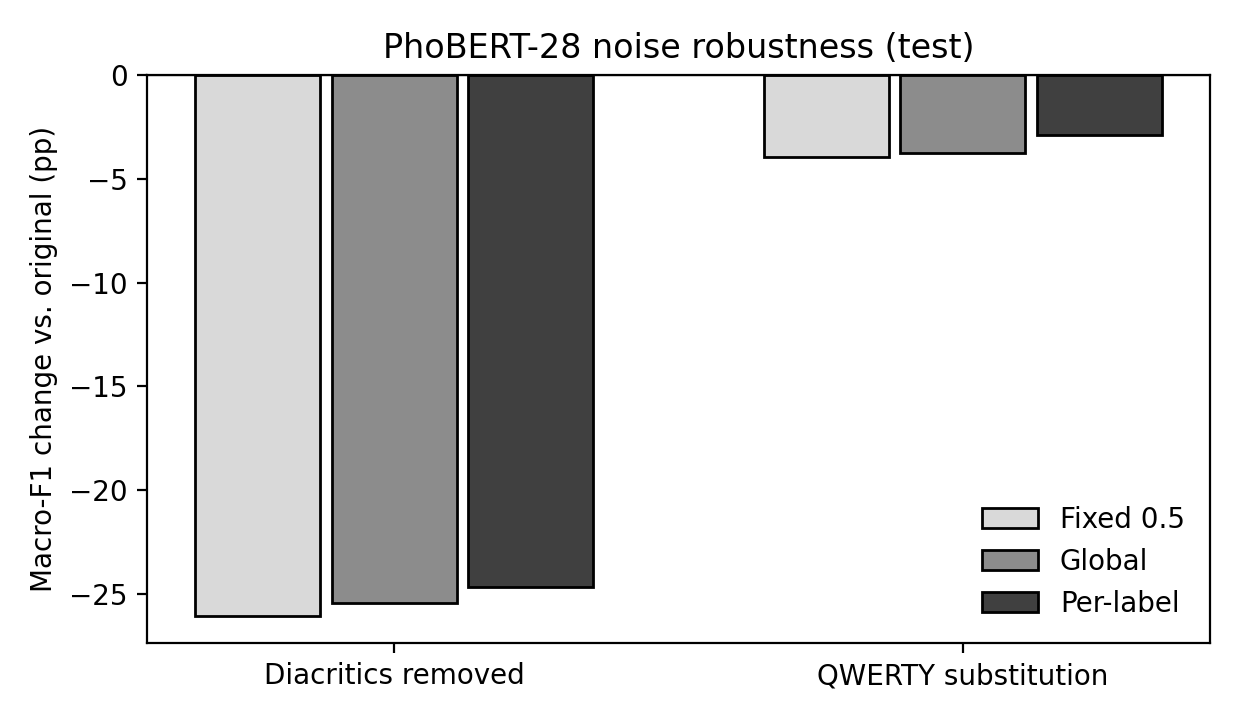 PhoBERT-28 noise robustness (test)
Macro-F1 change vs. original (pp)
0
−5
−10
−15
−20
−25
Diacritics removed
QWERTY substitution
Fixed 0.5
Global
Per-label